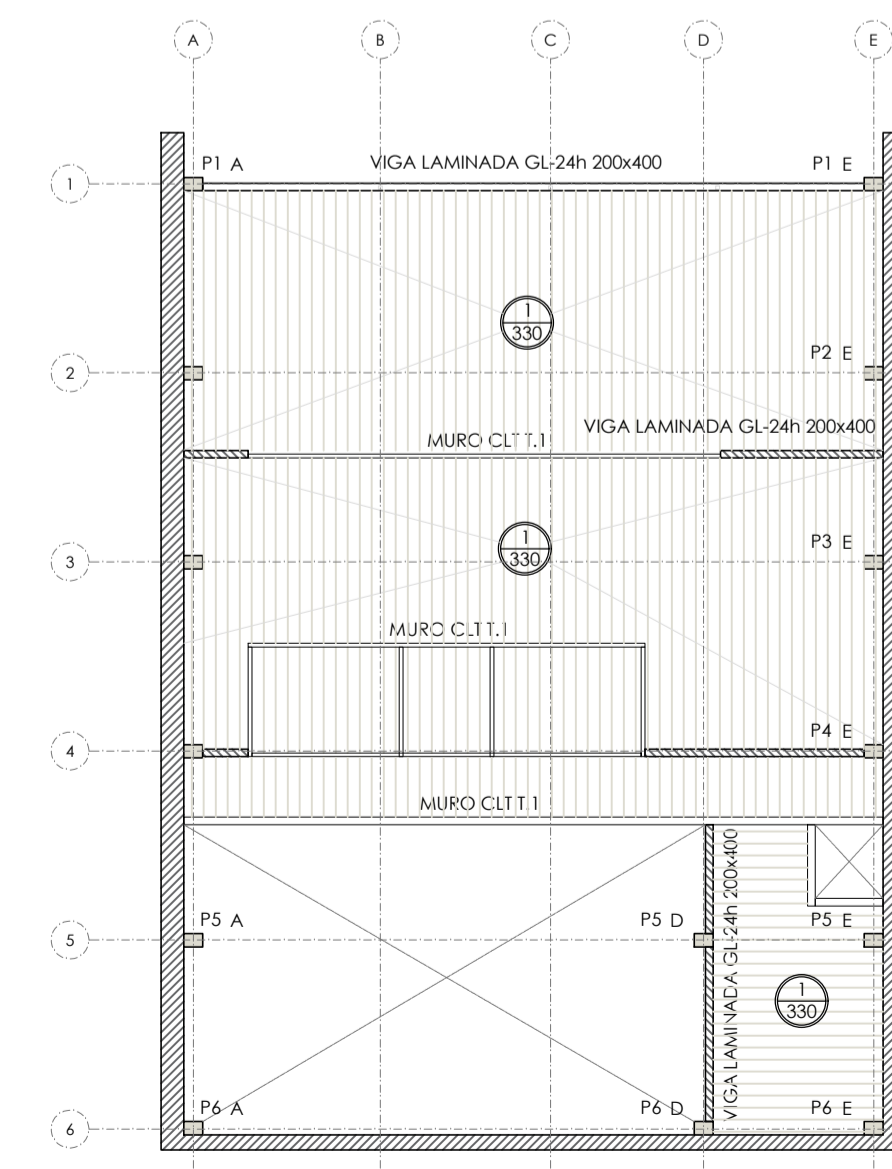 A B C D E
P1 A VIGA LAMINADA GL-24h 200x400 P1 E
1
1
330
P2 E
2
VIGA LAMINADA GL-24h 200x400
MURO CLT T.1
P3 E
1
330
3
MURO CLT T.1
P4 E
4
MURO CLT T.1
VIGA LAMINADA GL-24h 200x400
P5 A P5 D P5 E
5
1
330
P6 A P6 D P6 E
6